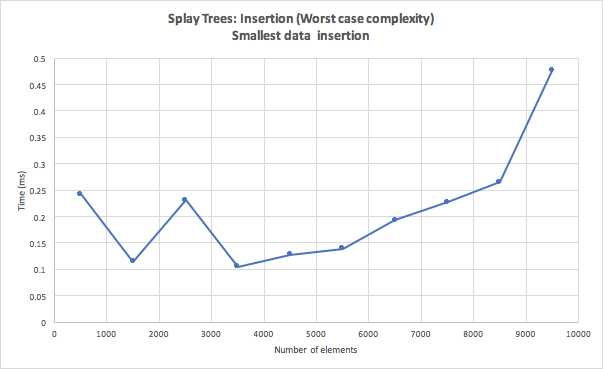 Splay Trees: Insertion (Worst case complexity)
Smallest data insertion
0.5
0.45
0.4
0.35
0.3
0.25
0.2
0.15
0.1
0.05
0
Time (ms)
0 1000 2000 3000 4000 5000 6000 7000 8000 9000 10000
Number of elements